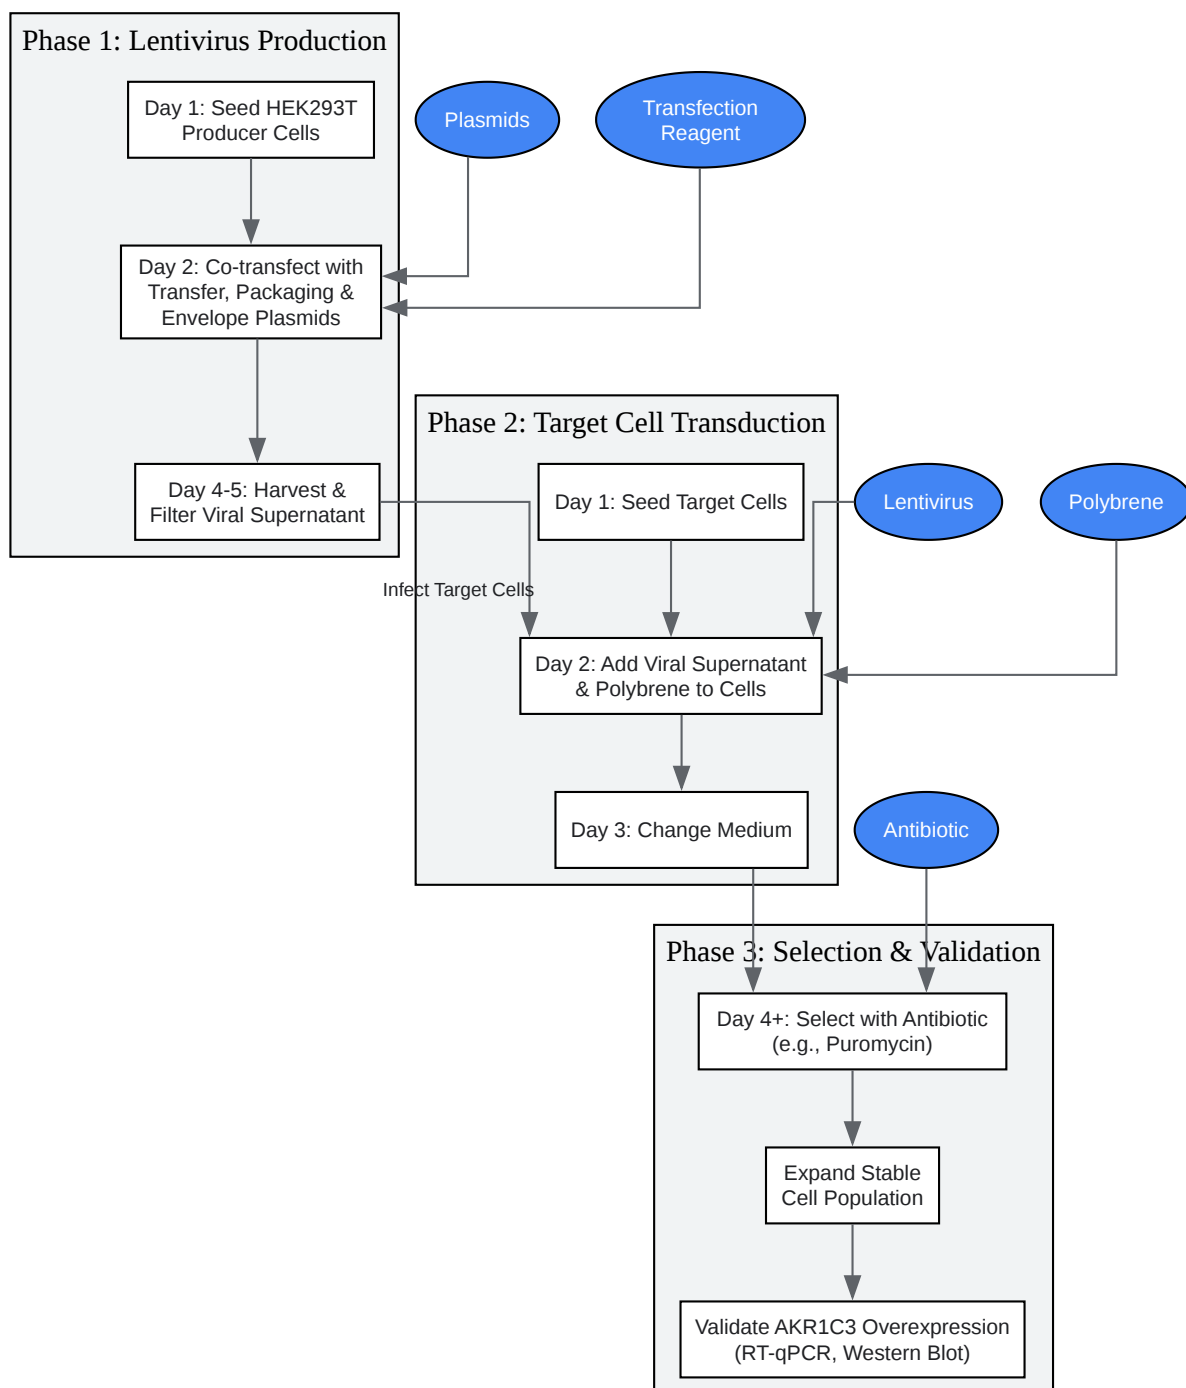 Phase 1: Lentivirus Production
Day 1: Seed HEK293T
Producer Cells
Plasmids
Transfection
Reagent
Day 2: Co-transfect with
Transfer, Packaging &
Envelope Plasmids
Day 4-5: Harvest &
Filter Viral Supernatant
Phase 2: Target Cell Transduction
Day 1: Seed Target Cells
Lentivirus
Polybrene
Infect Target Cells
Day 2: Add Viral Supernatant
& Polybrene to Cells
Day 3: Change Medium
Antibiotic
Phase 3: Selection & Validation
Day 4+: Select with Antibiotic
(e.g., Puromycin)
Expand Stable
Cell Population
Validate AKR1C3 Overexpression
(RT-qPCR, Western Blot)